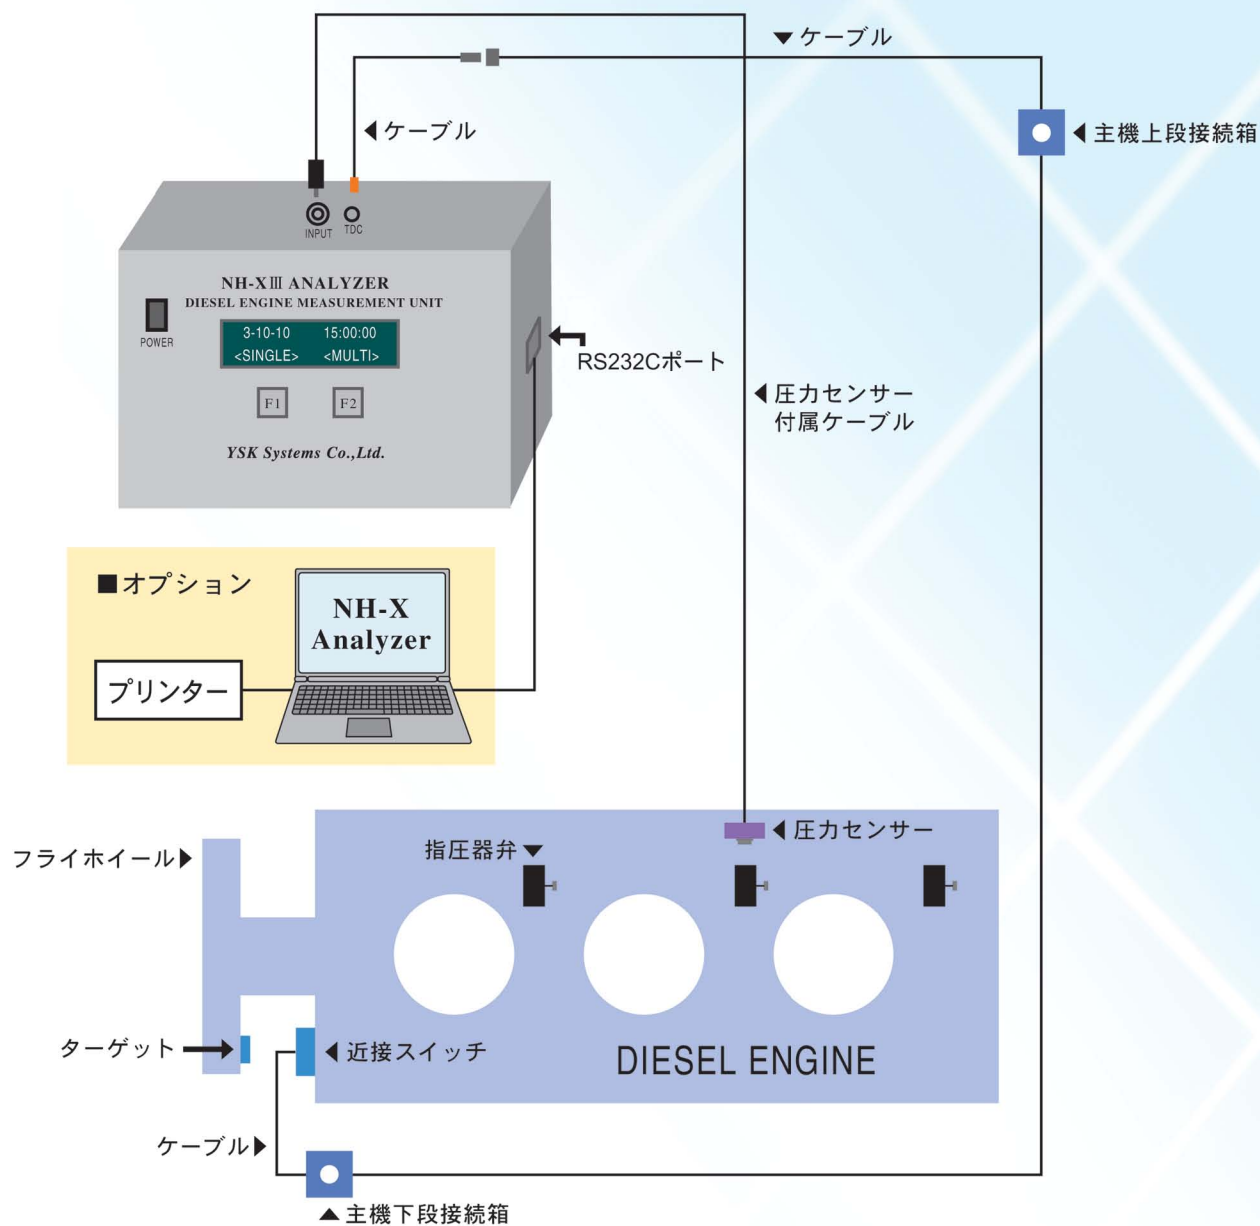 ▼ケーブル
◀ケーブル
◀主機上段接続箱
INPUT TDC
NH-XⅢ ANALYZER
DIESEL ENGINE MEASUREMENT UNIT
POWER
3-10-10 15:00:00
<SINGLE> <MULTI>
RS232Cポート
F1 F2
◀圧力センサー
付属ケーブル
YSK Systems Co.,Ltd.
■オプション
NH-X
Analyzer
プリンター
◀圧力センサー
指圧器弁▼
フライホイール▶
ターゲット
◀近接スイッチ
DIESEL ENGINE
ケーブル▶
▲主機下段接続箱